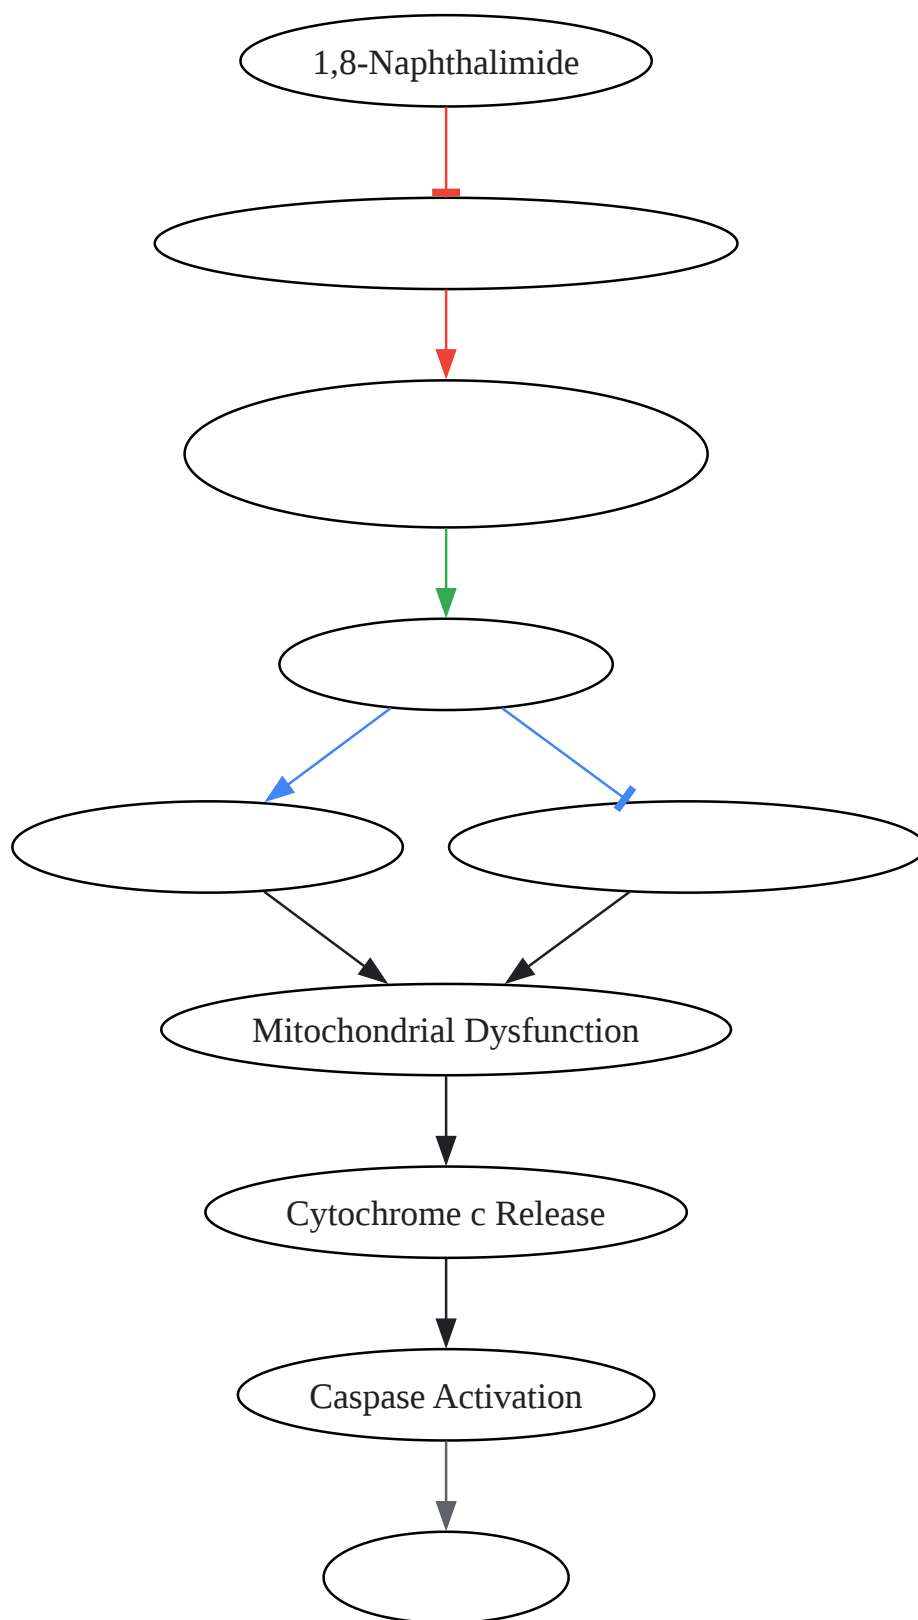 1,8-Naphthalimide
Mitochondrial Dysfunction
Cytochrome c Release
Caspase Activation